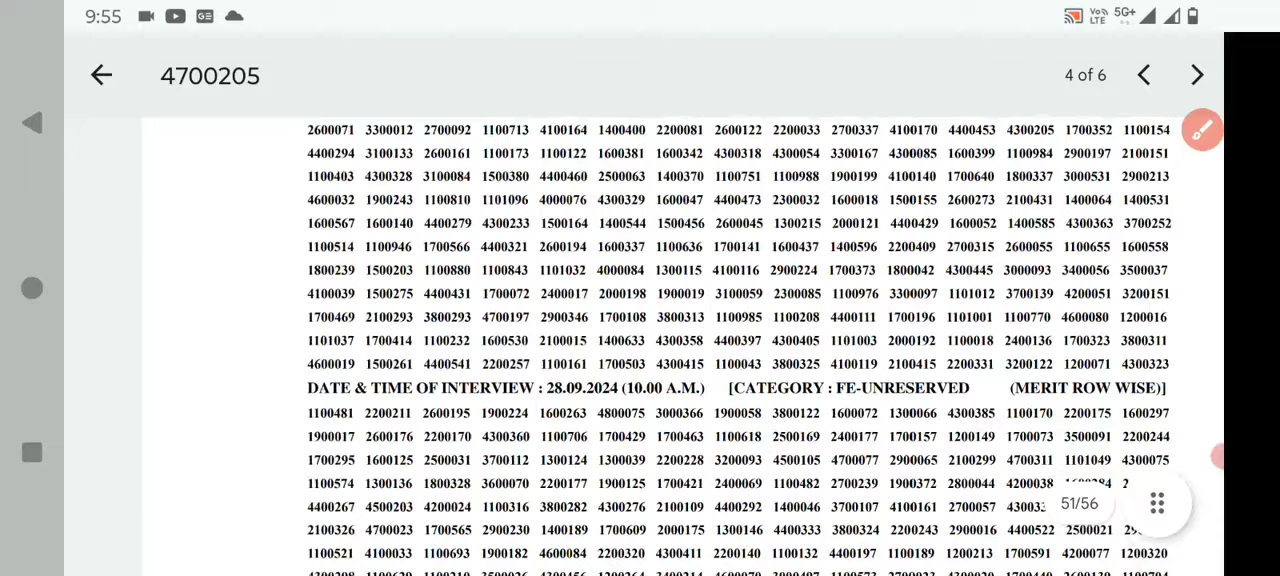 9:55 GE Vo) LTE 5G+
4700205 4 of 6
2600071 3300012 2700092 1100713 4100164 1400400 2200081 2600122 2200033 2700337 4100170 4400453 4300205 1700352 1100154
4400294 3100133 2600161 1100173 1100122 1600381 1600342 4300318 4300054 3300167 4300085 1600399 1100984 2900197 2100151
1100403 4300328 3100084 1500380 4400460 2500063 1400370 1100751 1100988 1900199 4100140 1700640 1800337 3000531 2900213
4600032 1900243 1100810 1101096 4000076 4300329 1600047 4400473 2300032 1600018 1500155 2600273 2100431 1400064 1400531
1600567 1600140 4400279 4300233 1500164 1400544 1500456 2600045 1300215 2000121 4400429 1600052 1400585 4300363 3700252
1100514 1100946 1700566 4400321 2600194 1600337 1100636 1700141 1600437 1400596 2200409 2700315 2600055 1100655 1600558
1800239 1500203 1100880 1100843 1101032 4000084 1300115 4100116 2900224 1700373 1800042 4300445 3000093 3400056 3500037
4100039 1500275 4400431 1700072 2400017 2000198 1900019 3100059 2300085 1100976 3300097 1101012 3700139 4200051 3200151
1700469 2100293 3800293 4700197 2900346 1700108 3800313 1100985 1100208 4400111 1700196 1101001 1100770 4600080 1200016
1101037 1700414 1100232 1600530 2100015 1400633 4300358 4400397 4300405 1101003 2000192 1100018 2400136 1700323 3800311
4600019 1500261 4400541 2200257 1100161 1700503 4300415 1100043 3800325 4100119 2100415 2200331 3200122 1200071 4300323
DATE & TIME OF INTERVIEW : 28.09.2024 (10.00 A.M.) [CATEGORY : FE-UNRESERVED (MERIT ROW WISE)]
1100481 2200211 2600195 1900224 1600263 4800075 3000366 1900058 3800122 1600072 1300066 4300385 1100170 2200175 1600297
1900017 2600176 2200170 4300360 1100706 1700429 1700463 1100618 2500169 2400177 1700157 1200149 1700073 3500091 2200244
1700295 1600125 2500031 3700112 1300124 1300039 2200228 3200093 4500105 4700077 2900065 2100299 4700311 1101049 4300075
1100574 1300136 1800328 3600070 2200177 1900125 1700421 2400069 1100482 2700239 1900372 2800044 4200038
4400267 4500203 4200024 1100316 3800282 4300276 2100109 4400292 1400046 3700107 4100161 2700057 51/56
2100326 4700023 1700565 2900230 1400189 1700609 2000175 1300146 4400333 3800324 2200243 2900016 4400522 2500021
1100521 4100033 1100693 1900182 4600084 2200320 4300411 2200140 1100132 4400197 1100189 1200213 1700591 4200077 1200320